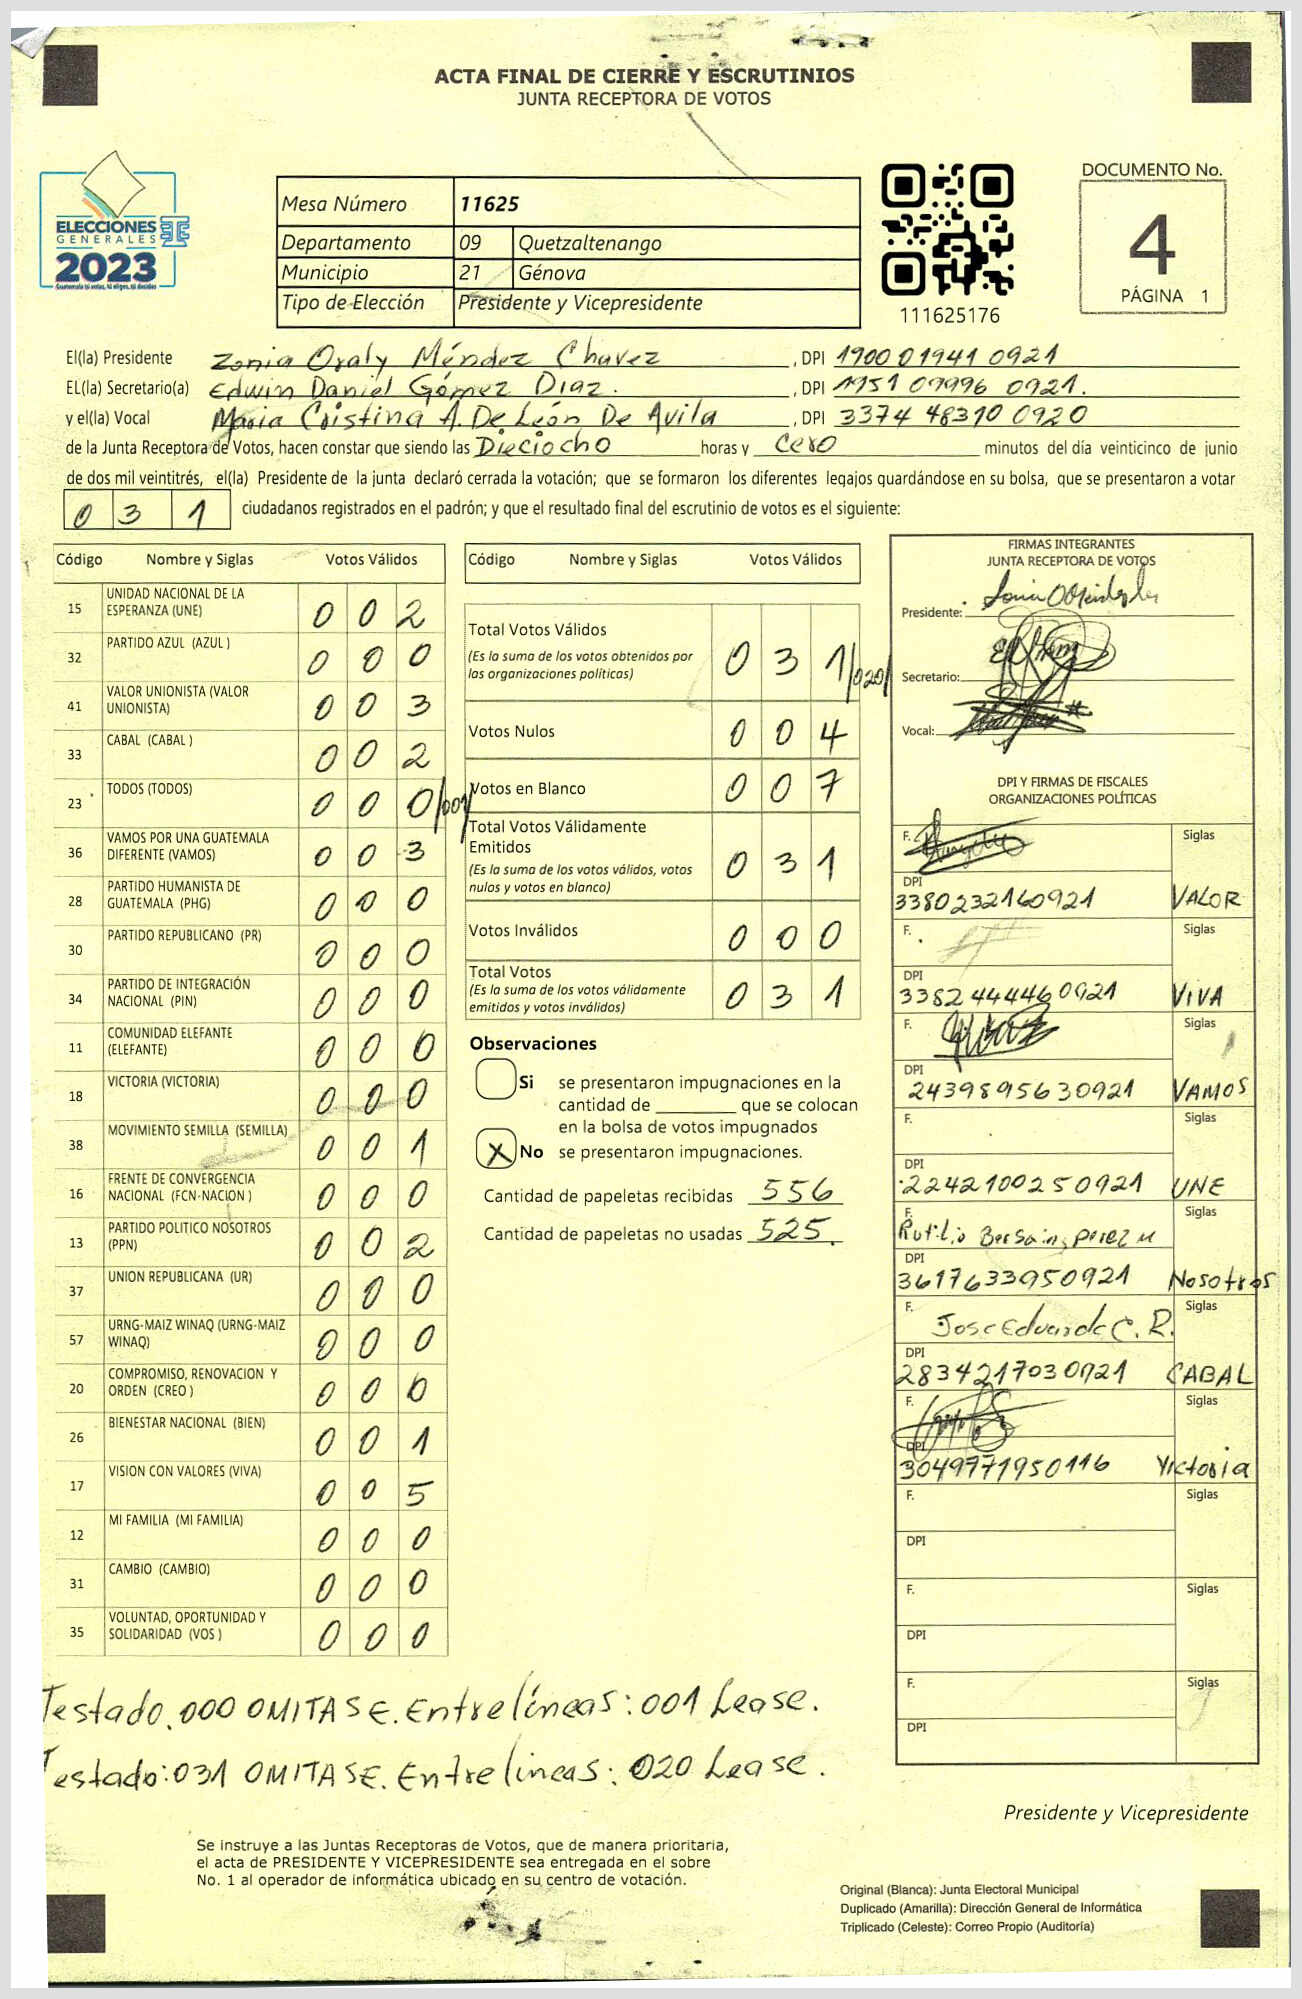 ACTA FINAL DE CIERRE Y ESCRUTINIOS
JUNTA RECEPTORA DE VOTOS
ELECCIONES
GENERALES
2023
Guatemala tú votas, tú eliges, tú decides
Mesa Número 11625
Departamento 09 Quetzaltenango
Municipio 21 Génova
Tipo de Elección Presidente y Vicepresidente
111625176
DOCUMENTO No.
4
PÁGINA 1
El(la) Presidente Zonia Oraly Méndez Chavez, DPI 1900 01941 0921
EL(la) Secretario(a) Edwin Daniel Gómez Diaz., DPI 1951 09996 0921.
y el(la) Vocal Maria Cristina A. De León De Avila, DPI 3374 48310 0920
de la Junta Receptora de Votos, hacen constar que siendo las Dieciocho horas y cero minutos del día veinticinco de junio
de dos mil veintitrés, el(la) Presidente de la junta declaró cerrada la votación; que se formaron los diferentes legajos guardándose en su bolsa, que se presentaron a votar
0 3 1 ciudadanos registrados en el padrón; y que el resultado final del escrutinio de votos es el siguiente:
Código Nombre y Siglas Votos Válidos
15 UNIDAD NACIONAL DE LA ESPERANZA (UNE) 0 0 2
32 PARTIDO AZUL (AZUL ) 0 0 0
41 VALOR UNIONISTA (VALOR UNIONISTA) 0 0 3
33 CABAL (CABAL ) 0 0 2
23 TODOS (TODOS) 0 0 0/001
36 VAMOS POR UNA GUATEMALA DIFERENTE (VAMOS) 0 0 3
28 PARTIDO HUMANISTA DE GUATEMALA (PHG) 0 0 0
30 PARTIDO REPUBLICANO (PR) 0 0 0
34 PARTIDO DE INTEGRACIÓN NACIONAL (PIN) 0 0 0
11 COMUNIDAD ELEFANTE (ELEFANTE) 0 0 0
18 VICTORIA (VICTORIA) 0 0 0
38 MOVIMIENTO SEMILLA (SEMILLA) 0 0 1
16 FRENTE DE CONVERGENCIA NACIONAL (FCN-NACION ) 0 0 0
13 PARTIDO POLITICO NOSOTROS (PPN) 0 0 2
37 UNION REPUBLICANA (UR) 0 0 0
57 URNG-MAIZ WINAQ (URNG-MAIZ WINAQ) 0 0 0
20 COMPROMISO, RENOVACION Y ORDEN (CREO ) 0 0 0
26 BIENESTAR NACIONAL (BIEN) 0 0 1
17 VISION CON VALORES (VIVA) 0 0 5
12 MI FAMILIA (MI FAMILIA) 0 0 0
31 CAMBIO (CAMBIO) 0 0 0
35 VOLUNTAD, OPORTUNIDAD Y SOLIDARIDAD (VOS ) 0 0 0
Código Nombre y Siglas Votos Válidos
Total Votos Válidos 0 3 1/020/
(Es la suma de los votos obtenidos por
las organizaciones políticas)
Votos Nulos 0 0 4
Votos en Blanco 0 0 7
Total Votos Válidamente
Emitidos 0 3 1
(Es la suma de los votos válidos, votos
nulos y votos en blanco)
Votos Inválidos 0 0 0
Total Votos 0 3 1
(Es la suma de los votos válidamente
emitidos y votos inválidos)
Observaciones
Si se presentaron impugnaciones en la
cantidad de ________ que se colocan
en la bolsa de votos impugnados
X No se presentaron impugnaciones.
Cantidad de papeletas recibidas 556
Cantidad de papeletas no usadas 525.
FIRMAS INTEGRANTES
JUNTA RECEPTORA DE VOTOS
Presidente:
Secretario:
Vocal:
DPI Y FIRMAS DE FISCALES
ORGANIZACIONES POLÍTICAS
F. Siglas
DPI
3380232160921 VALOR
F. Siglas
DPI
3382444460921 VIVA
F. Siglas
DPI
2439895630921 VAMOS
F. Siglas
DPI
2242100250921 UNE
F. Siglas
Rutilio Bersain Perez M
DPI
3617633950921 Nosotros
F. Siglas
Jose Eduardo C. R.
DPI
2834217030921 CABAL
F. Siglas
DPI
3049771950116 Victoria
F. Siglas
DPI
F. Siglas
DPI
F. Siglas
DPI
Testado.000 OMITASE. Entrelíneas: 001 Lease.
Testado: 031 OMITASE. Entrelineas: 020 Lease.
Presidente y Vicepresidente
Se instruye a las Juntas Receptoras de Votos, que de manera prioritaria,
el acta de PRESIDENTE Y VICEPRESIDENTE sea entregada en el sobre
No. 1 al operador de informática ubicado en su centro de votación.
Original (Blanca): Junta Electoral Municipal
Duplicado (Amarilla): Dirección General de Informática
Triplicado (Celeste): Correo Propio (Auditoría)